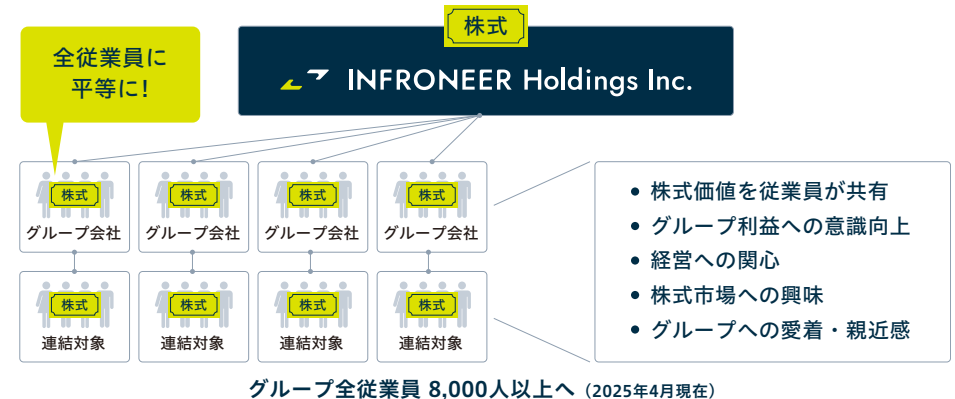 株式
INFRONEER Holdings Inc.
全従業員に
平等に！
株式
株式
株式
株式
グループ会社
グループ会社
グループ会社
グループ会社
株式
株式
株式
株式
連結対象
連結対象
連結対象
連結対象
• 株式価値を従業員が共有
• グループ利益への意識向上
• 経営への関心
• 株式市場への興味
• グループへの愛着・親近感
グループ全従業員 8,000人以上へ（2025年4月現在）